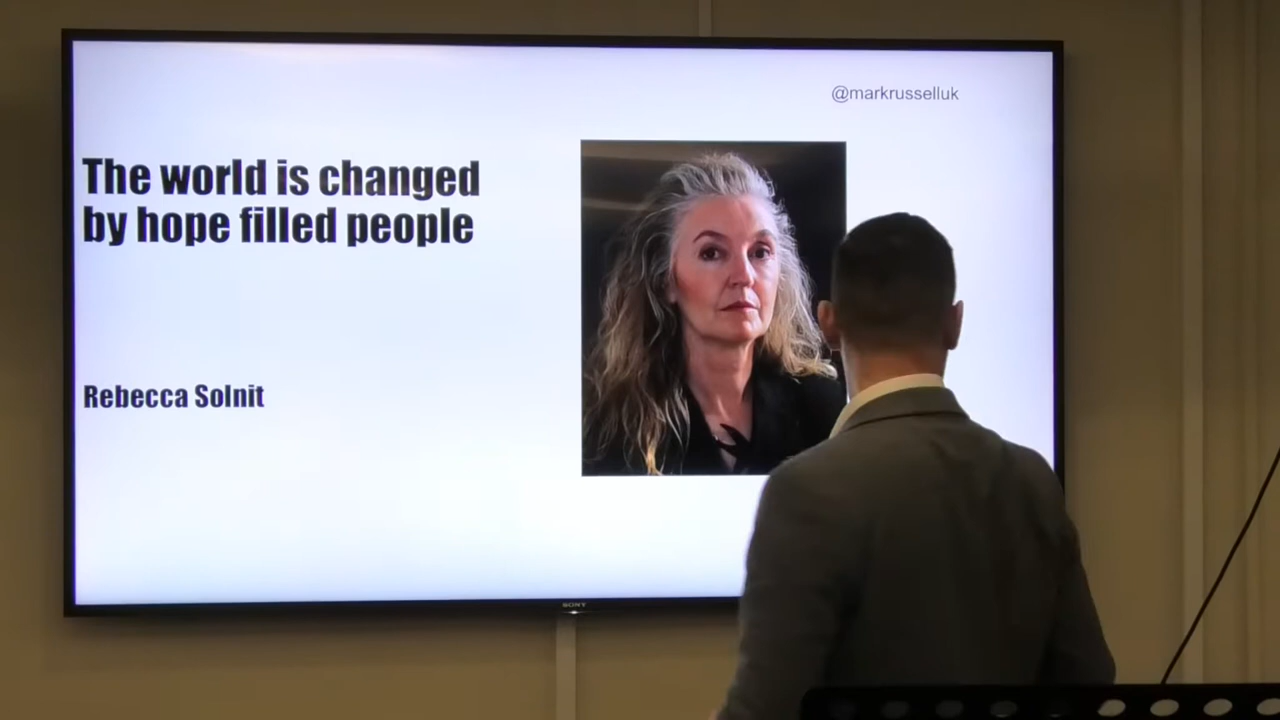 @markrusselluk
The world is changed
by hope filled people
Rebecca Solnit
SONY